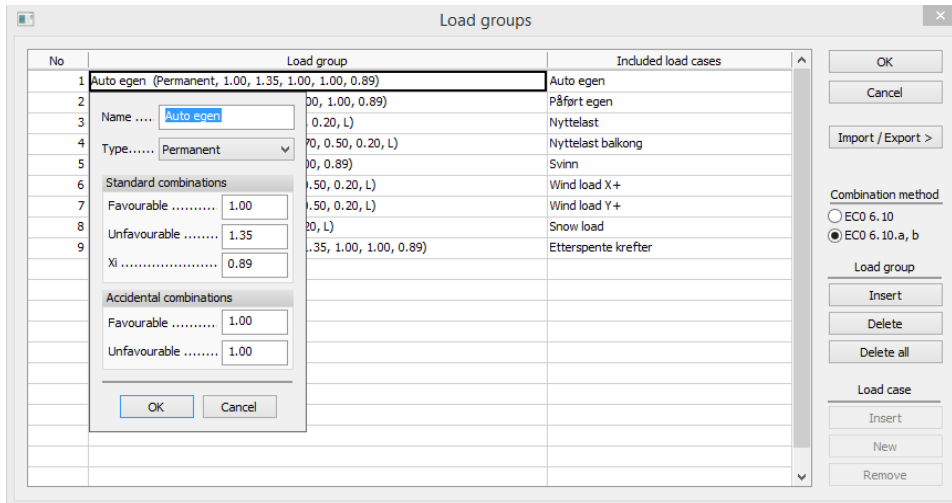 Load groups
No Load group Included load cases
1 Auto egen (Permanent, 1.00, 1.35, 1.00, 1.00, 0.89) Auto egen
2 00, 1.00, 0.89) Påført egen
3 0.20, L) Nyttelast
4 70, 0.50, 0.20, L) Nyttelast balkong
5 00, 0.89) Svinn
6 0.50, 0.20, L) Wind load X+
7 0.50, 0.20, L) Wind load Y+
8 20, L) Snow load
9 .35, 1.00, 1.00, 0.89) Etterspente krefter
Name .... Auto egen
Type...... Permanent
Standard combinations
Favourable .......... 1.00
Unfavourable ........ 1.35
Xi ...................... 0.89
Accidental combinations
Favourable .......... 1.00
Unfavourable ........ 1.00
OK Cancel
OK
Cancel
Import / Export >
Combination method
EC0 6.10
EC0 6.10.a, b
Load group
Insert
Delete
Delete all
Load case
Insert
New
Remove